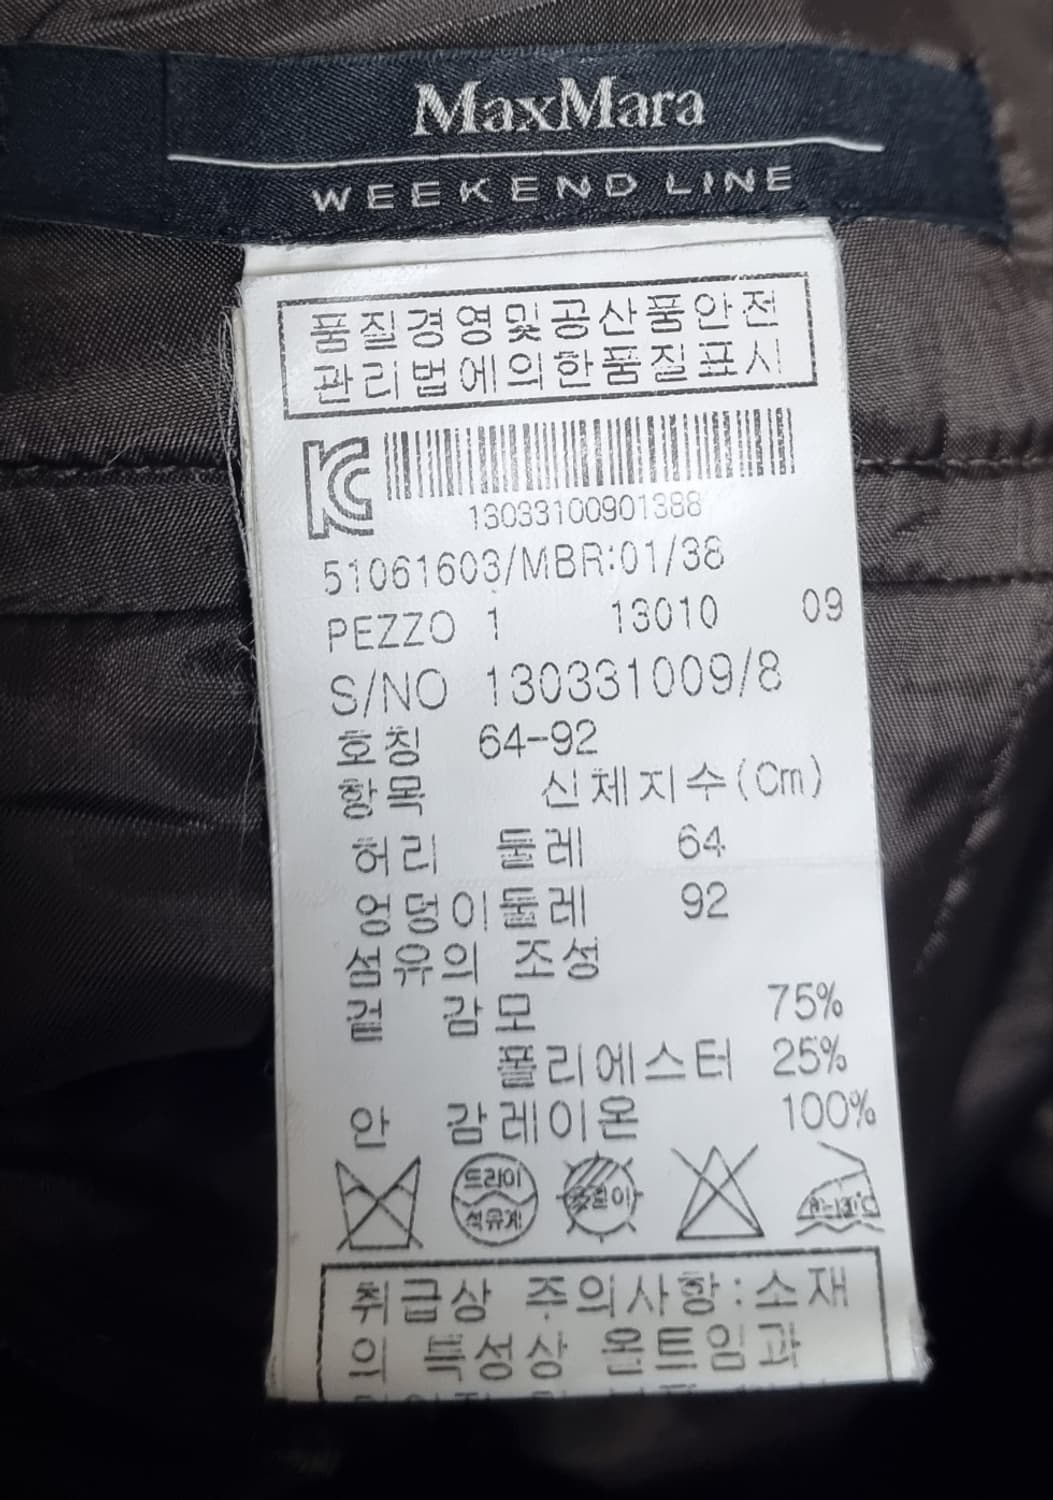 MaxMara
WEEKEND LINE
품질경영및공산품안전
관리법에의한품질표시
13033100901388
51061603/MBR:01/38
PEZZO 1 13010 09
S/NO 130331009/8
호칭 64-92
항목 신체지수(Cm)
허리 둘레 64
엉덩이둘레 92
섬유의 조성
겉 감모 75%
폴리에스터 25%
안 감레이온 100%
드라이
석유계
취급상 주의사항:소재
의 특성상 온트임과